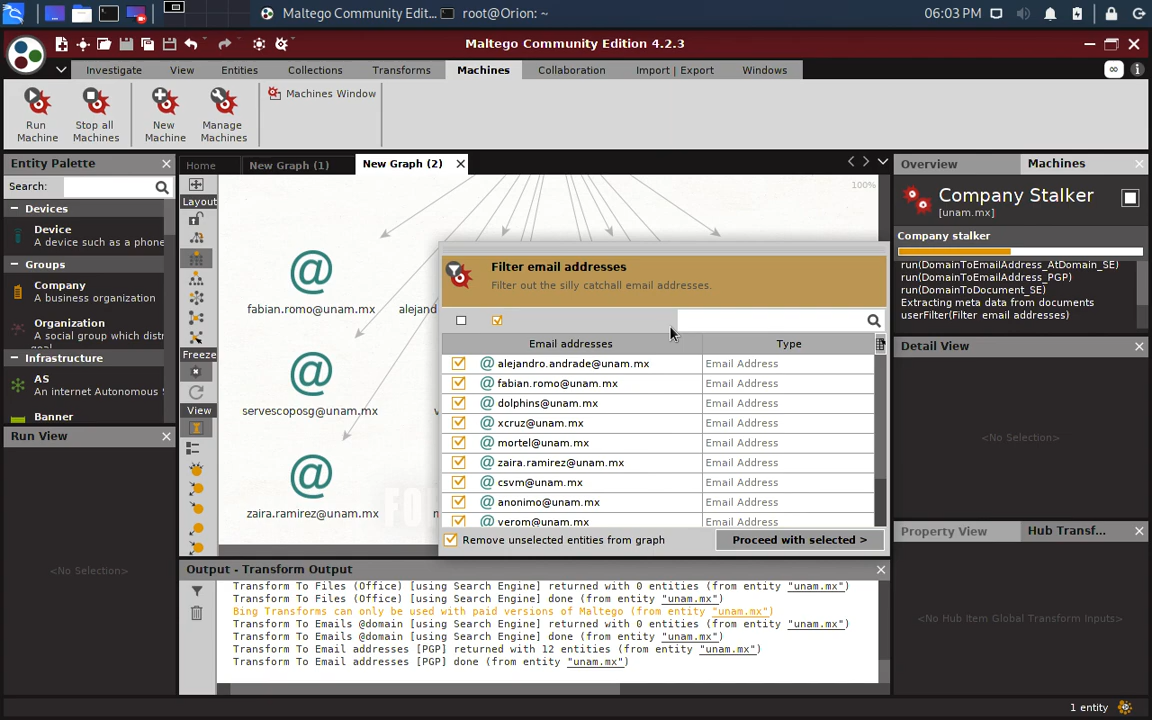 Maltego Community Edit...
root@Orion: ~
06:03 PM
Maltego Community Edition 4.2.3
Investigate
View
Entities
Collections
Transforms
Machines
Collaboration
Import | Export
Windows
Run Machine
Stop all Machines
New Machine
Manage Machines
Machines Window
Entity Palette
Search:
Devices
Device
A device such as a phone
Groups
Company
A business organization
Organization
A social group which distr
Infrastructure
AS
An internet Autonomous S
Banner
Run View
<No Selection>
Home
New Graph (1)
New Graph (2)
100%
Layout
Freeze
View
fabian.romo@unam.mx
alejand
servescoposg@unam.mx
v
zaira.ramirez@unam.mx
Filter email addresses
Filter out the silly catchall email addresses.
Email addresses
Type
alejandro.andrade@unam.mx
Email Address
fabian.romo@unam.mx
Email Address
dolphins@unam.mx
Email Address
xcruz@unam.mx
Email Address
mortel@unam.mx
Email Address
zaira.ramirez@unam.mx
Email Address
csvm@unam.mx
Email Address
anonimo@unam.mx
Email Address
verom@unam.mx
Email Address
Remove unselected entities from graph
Proceed with selected >
Output - Transform Output
Transform To Files (Office) [using Search Engine] returned with 0 entities (from entity "unam.mx")
Transform To Files (Office) [using Search Engine] done (from entity "unam.mx")
Bing Transforms can only be used with paid versions of Maltego (from entity "unam.mx")
Transform To Emails @domain [using Search Engine] returned with 0 entities (from entity "unam.mx")
Transform To Emails @domain [using Search Engine] done (from entity "unam.mx")
Transform To Email addresses [PGP] returned with 12 entities (from entity "unam.mx")
Transform To Email addresses [PGP] done (from entity "unam.mx")
Overview
Machines
Company Stalker
[unam.mx]
Company stalker
run(DomainToEmailAddress_AtDomain_SE)
run(DomainToEmailAddress_PGP)
run(DomainToDocument_SE)
Extracting meta data from documents
userFilter(Filter email addresses)
Detail View
<No Selection>
Property View
Hub Transf...
<No Hub Item Global Transform Inputs>
1 entity